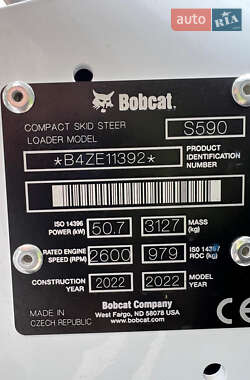 auto RIA
Bobcat.
COMPACT SKID STEER
LOADER MODEL
S590
*B4ZE11392*
PRODUCT
IDENTIFICATION
NUMBER
ISO 14396
POWER (kW)
50.7
3127
MASS
(kg)
RATED ENGINE
SPEED (RPM)
2600
979
ISO 14397
ROC (kg)
CONSTRUCTION
YEAR
2022
2022
MODEL
YEAR
MADE IN
CZECH REPUBLIC
Bobcat Company
West Fargo, ND 58078 USA
www.bobcat.com